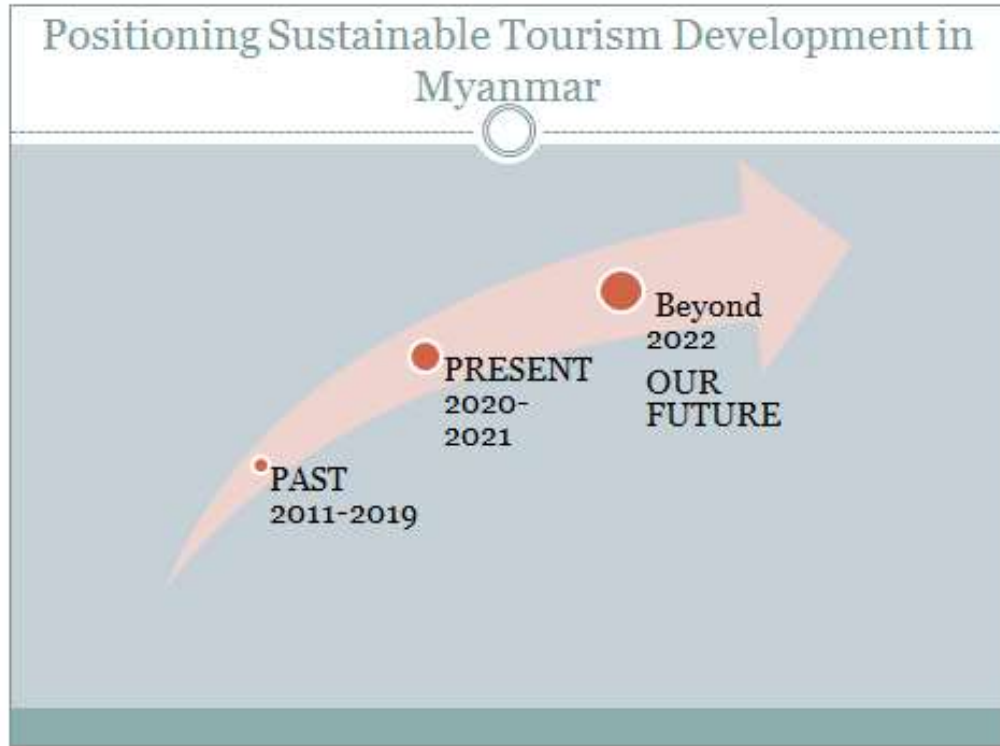 Positioning Sustainable Tourism Development in
Myanmar
PAST
2011-2019
PRESENT
2020-
2021
Beyond
2022
OUR
FUTURE